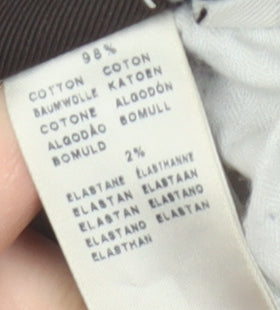 98%
COTTON COTON
BAUMWOLLE KATOEN
COTONE ALGODÓN
ALGODÃO BOMULL
BOMULD
2%
ELASTANE ÉLASTHANNE
ELASTAN ELASTAAN
ELASTAN ELASTANO
ELASTANO ELASTAN
ELASTHAN